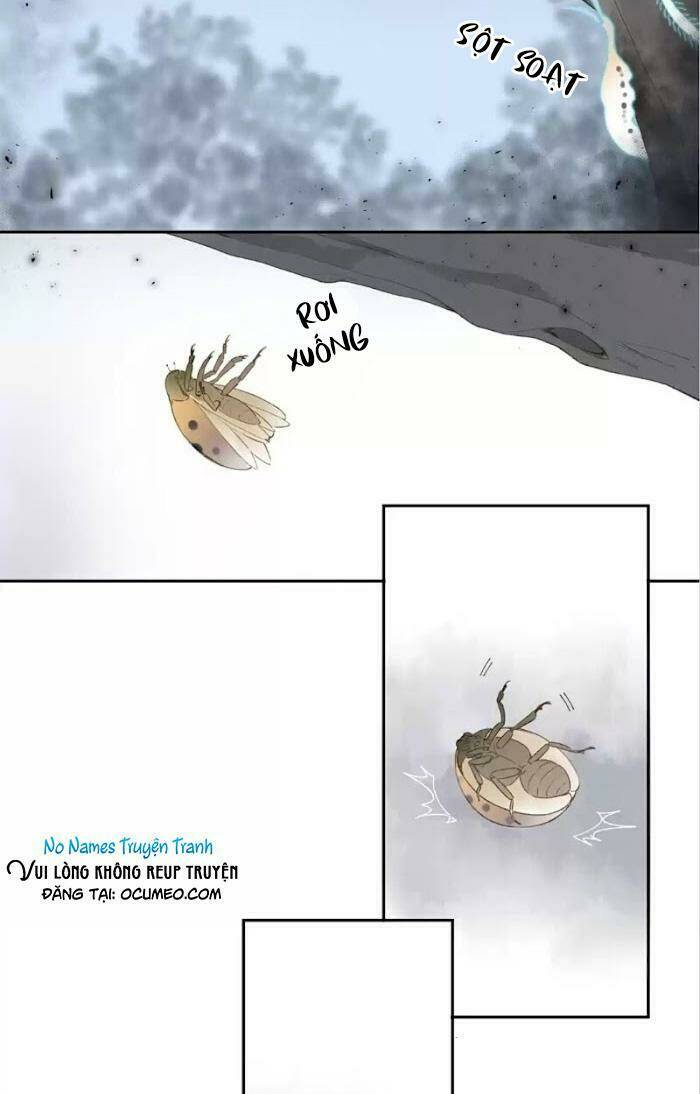 SỘT SOẠT
RƠI
XUỐNG
No Names Truyện Tranh
VUI LÒNG KHÔNG REUP TRUYỆN
ĐĂNG TẠI: OCUMEO.COM